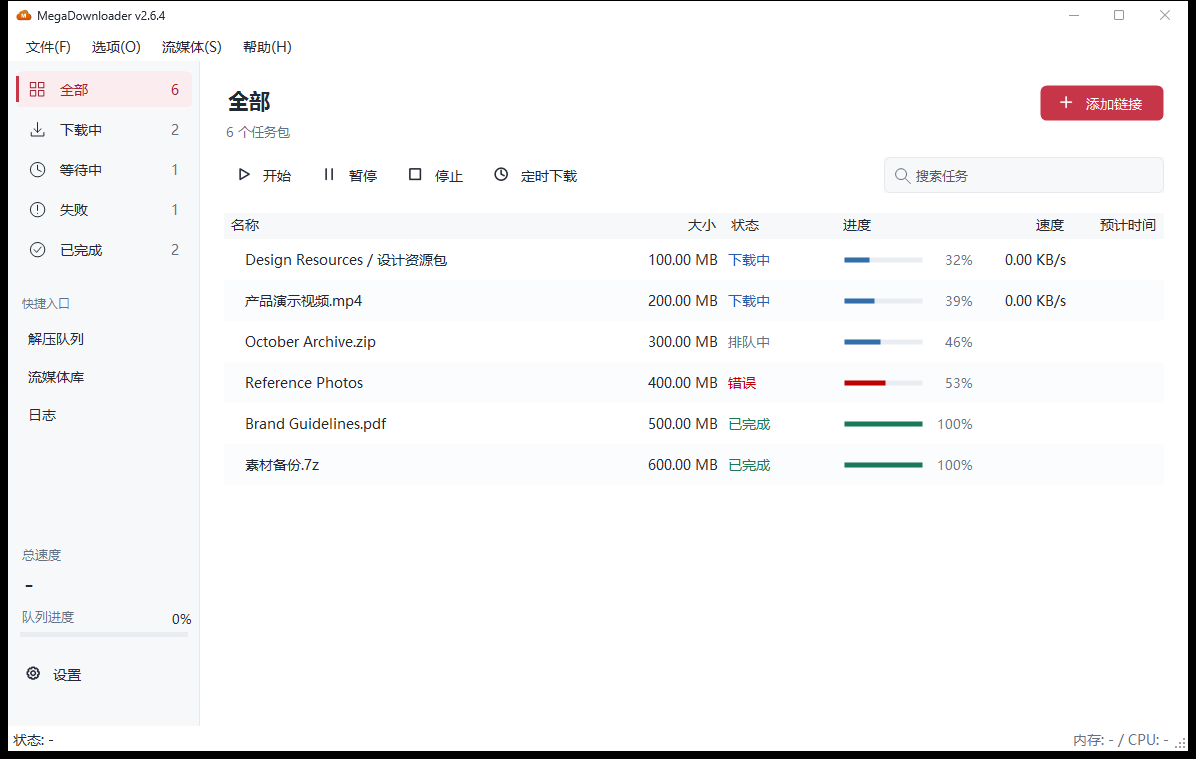 MegaDownloader v2.6.4
文件(F) 选项(O) 流媒体(S) 帮助(H)
全部 6
下载中 2
等待中 1
失败 1
已完成 2
快捷入口
解压队列
流媒体库
日志
总速度
-
队列进度 0%
设置
全部
6 个任务包
+ 添加链接
开始 暂停 停止 定时下载
搜索任务
名称 大小 状态 进度 速度 预计时间
Design Resources / 设计资源包 100.00 MB 下载中 32% 0.00 KB/s
产品演示视频.mp4 200.00 MB 下载中 39% 0.00 KB/s
October Archive.zip 300.00 MB 排队中 46%
Reference Photos 400.00 MB 错误 53%
Brand Guidelines.pdf 500.00 MB 已完成 100%
素材备份.7z 600.00 MB 已完成 100%
状态: - 内存: - / CPU: -